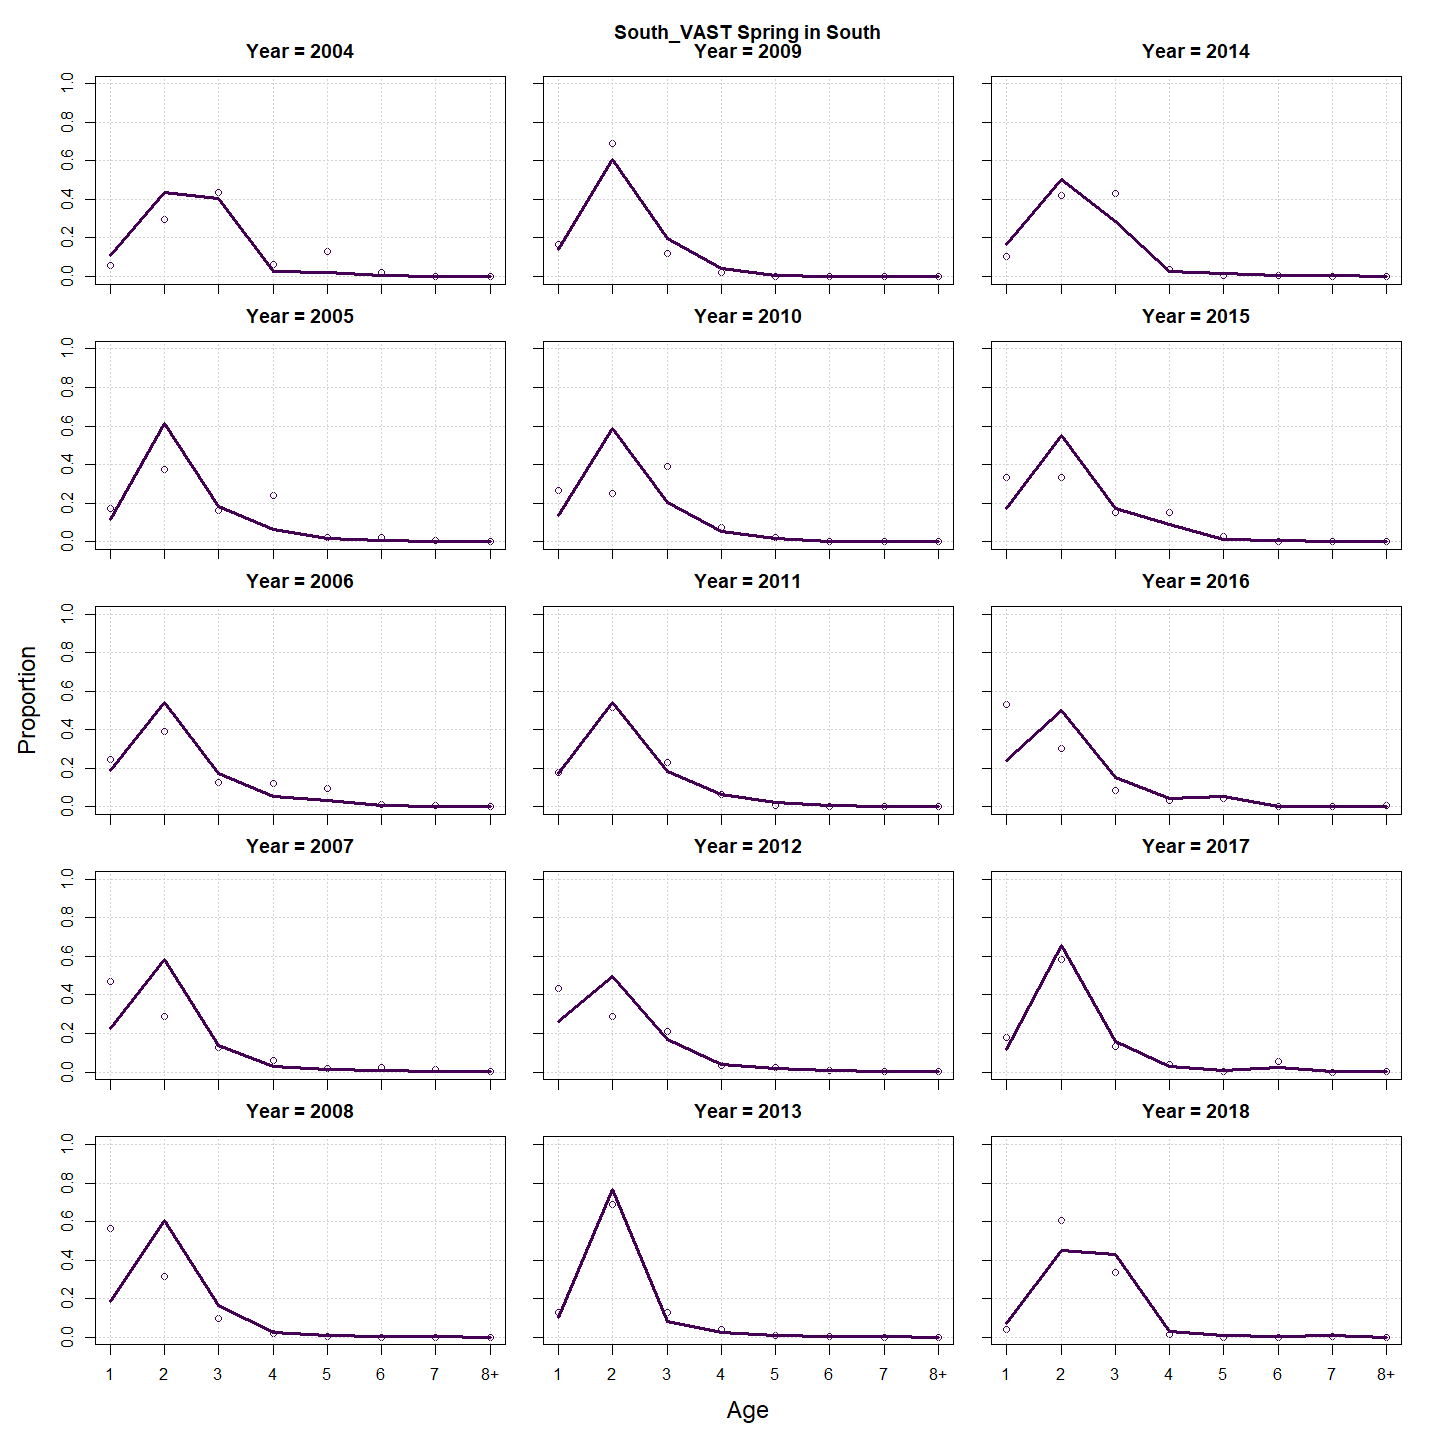 South_VAST Spring in South
Year = 2004 Year = 2009 Year = 2014
0.0 0.2 0.4 0.6 0.8 1.0
Year = 2005 Year = 2010 Year = 2015
0.0 0.2 0.4 0.6 0.8 1.0
Year = 2006 Year = 2011 Year = 2016
0.0 0.2 0.4 0.6 0.8 1.0
Proportion
Year = 2007 Year = 2012 Year = 2017
0.0 0.2 0.4 0.6 0.8 1.0
Year = 2008 Year = 2013 Year = 2018
0.0 0.2 0.4 0.6 0.8 1.0
1 2 3 4 5 6 7 8+ 1 2 3 4 5 6 7 8+ 1 2 3 4 5 6 7 8+
Age